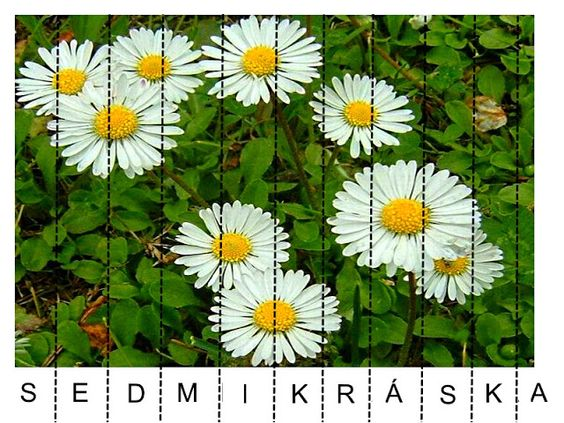 S E D M I K R Á S K A